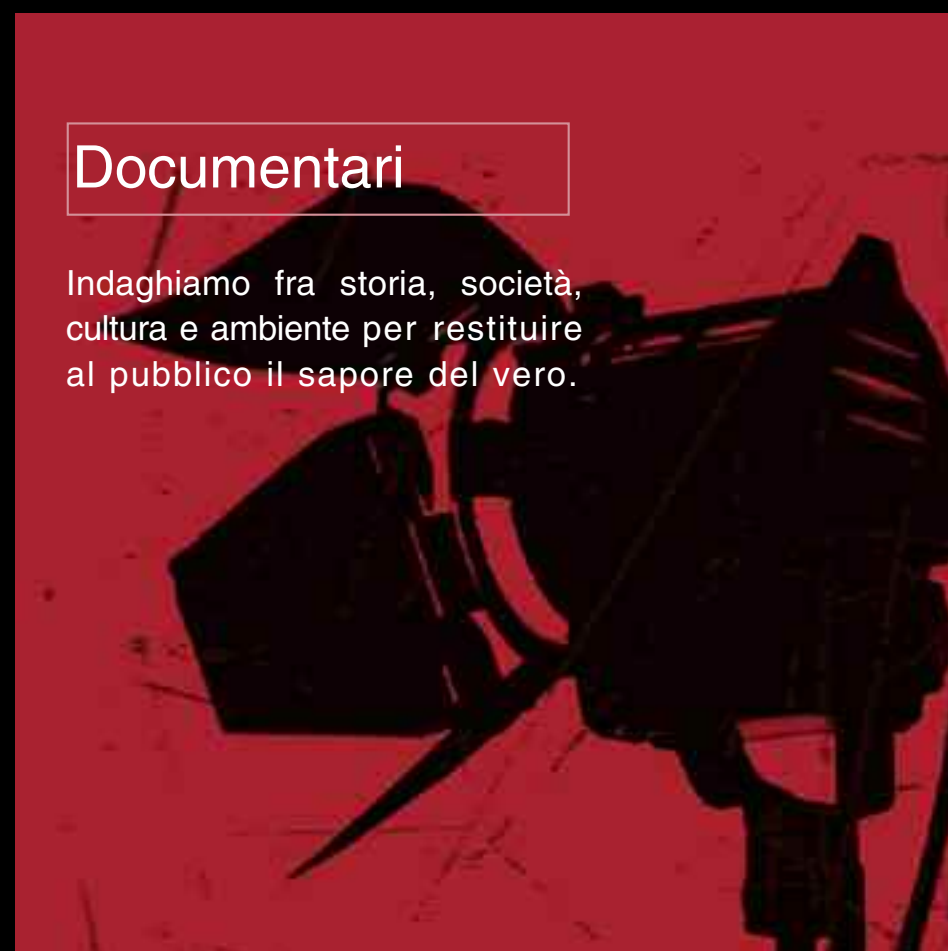 Documentari
Indaghiamo fra storia, società,
cultura e ambiente per restituire
al pubblico il sapore del vero.